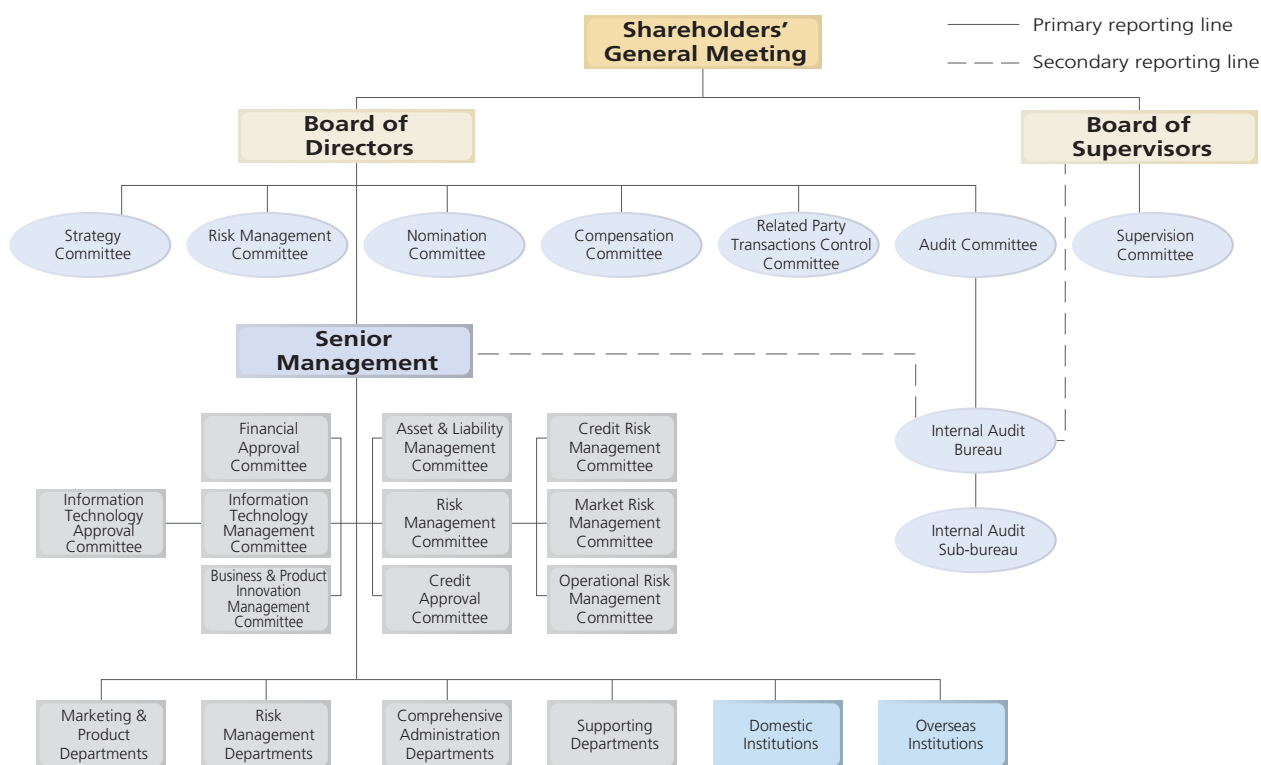 Shareholders'
General Meeting
Primary reporting line
Secondary reporting line
Board of
Directors
Board of
Supervisors
Strategy
Committee
Risk Management
Committee
Nomination
Committee
Compensation
Committee
Related Party
Transactions Control
Committee
Audit Committee
Supervision
Committee
Senior
Management
Financial
Approval
Committee
Asset & Liability
Management
Committee
Credit Risk
Management
Committee
Internal Audit
Bureau
Information
Technology
Approval
Committee
Information
Technology
Management
Committee
Risk
Management
Committee
Market Risk
Management
Committee
Internal Audit
Sub-bureau
Business & Product
Innovation
Management
Committee
Credit
Approval
Committee
Operational Risk
Management
Committee
Marketing &
Product
Departments
Risk
Management
Departments
Comprehensive
Administration
Departments
Supporting
Departments
Domestic
Institutions
Overseas
Institutions